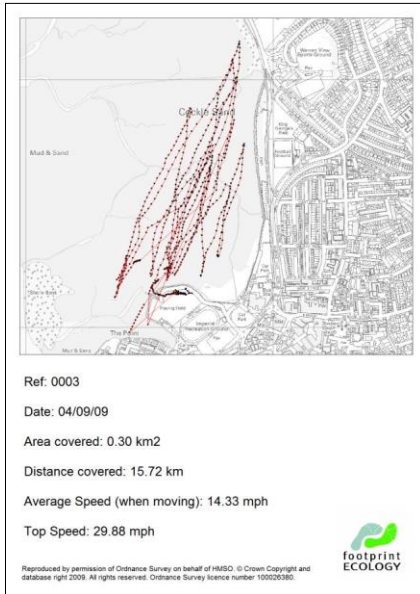 Cockle Sand
Mud & Sand
The Point
Ref: 0003
Date: 04/09/09
Area covered: 0.30 km2
Distance covered: 15.72 km
Average Speed (when moving): 14.33 mph
Top Speed: 29.88 mph
footprint
ECOLOGY
Reproduced by permission of Ordnance Survey on behalf of HMSO. © Crown Copyright and
database right 2009. All rights reserved. Ordnance Survey licence number 100026380.